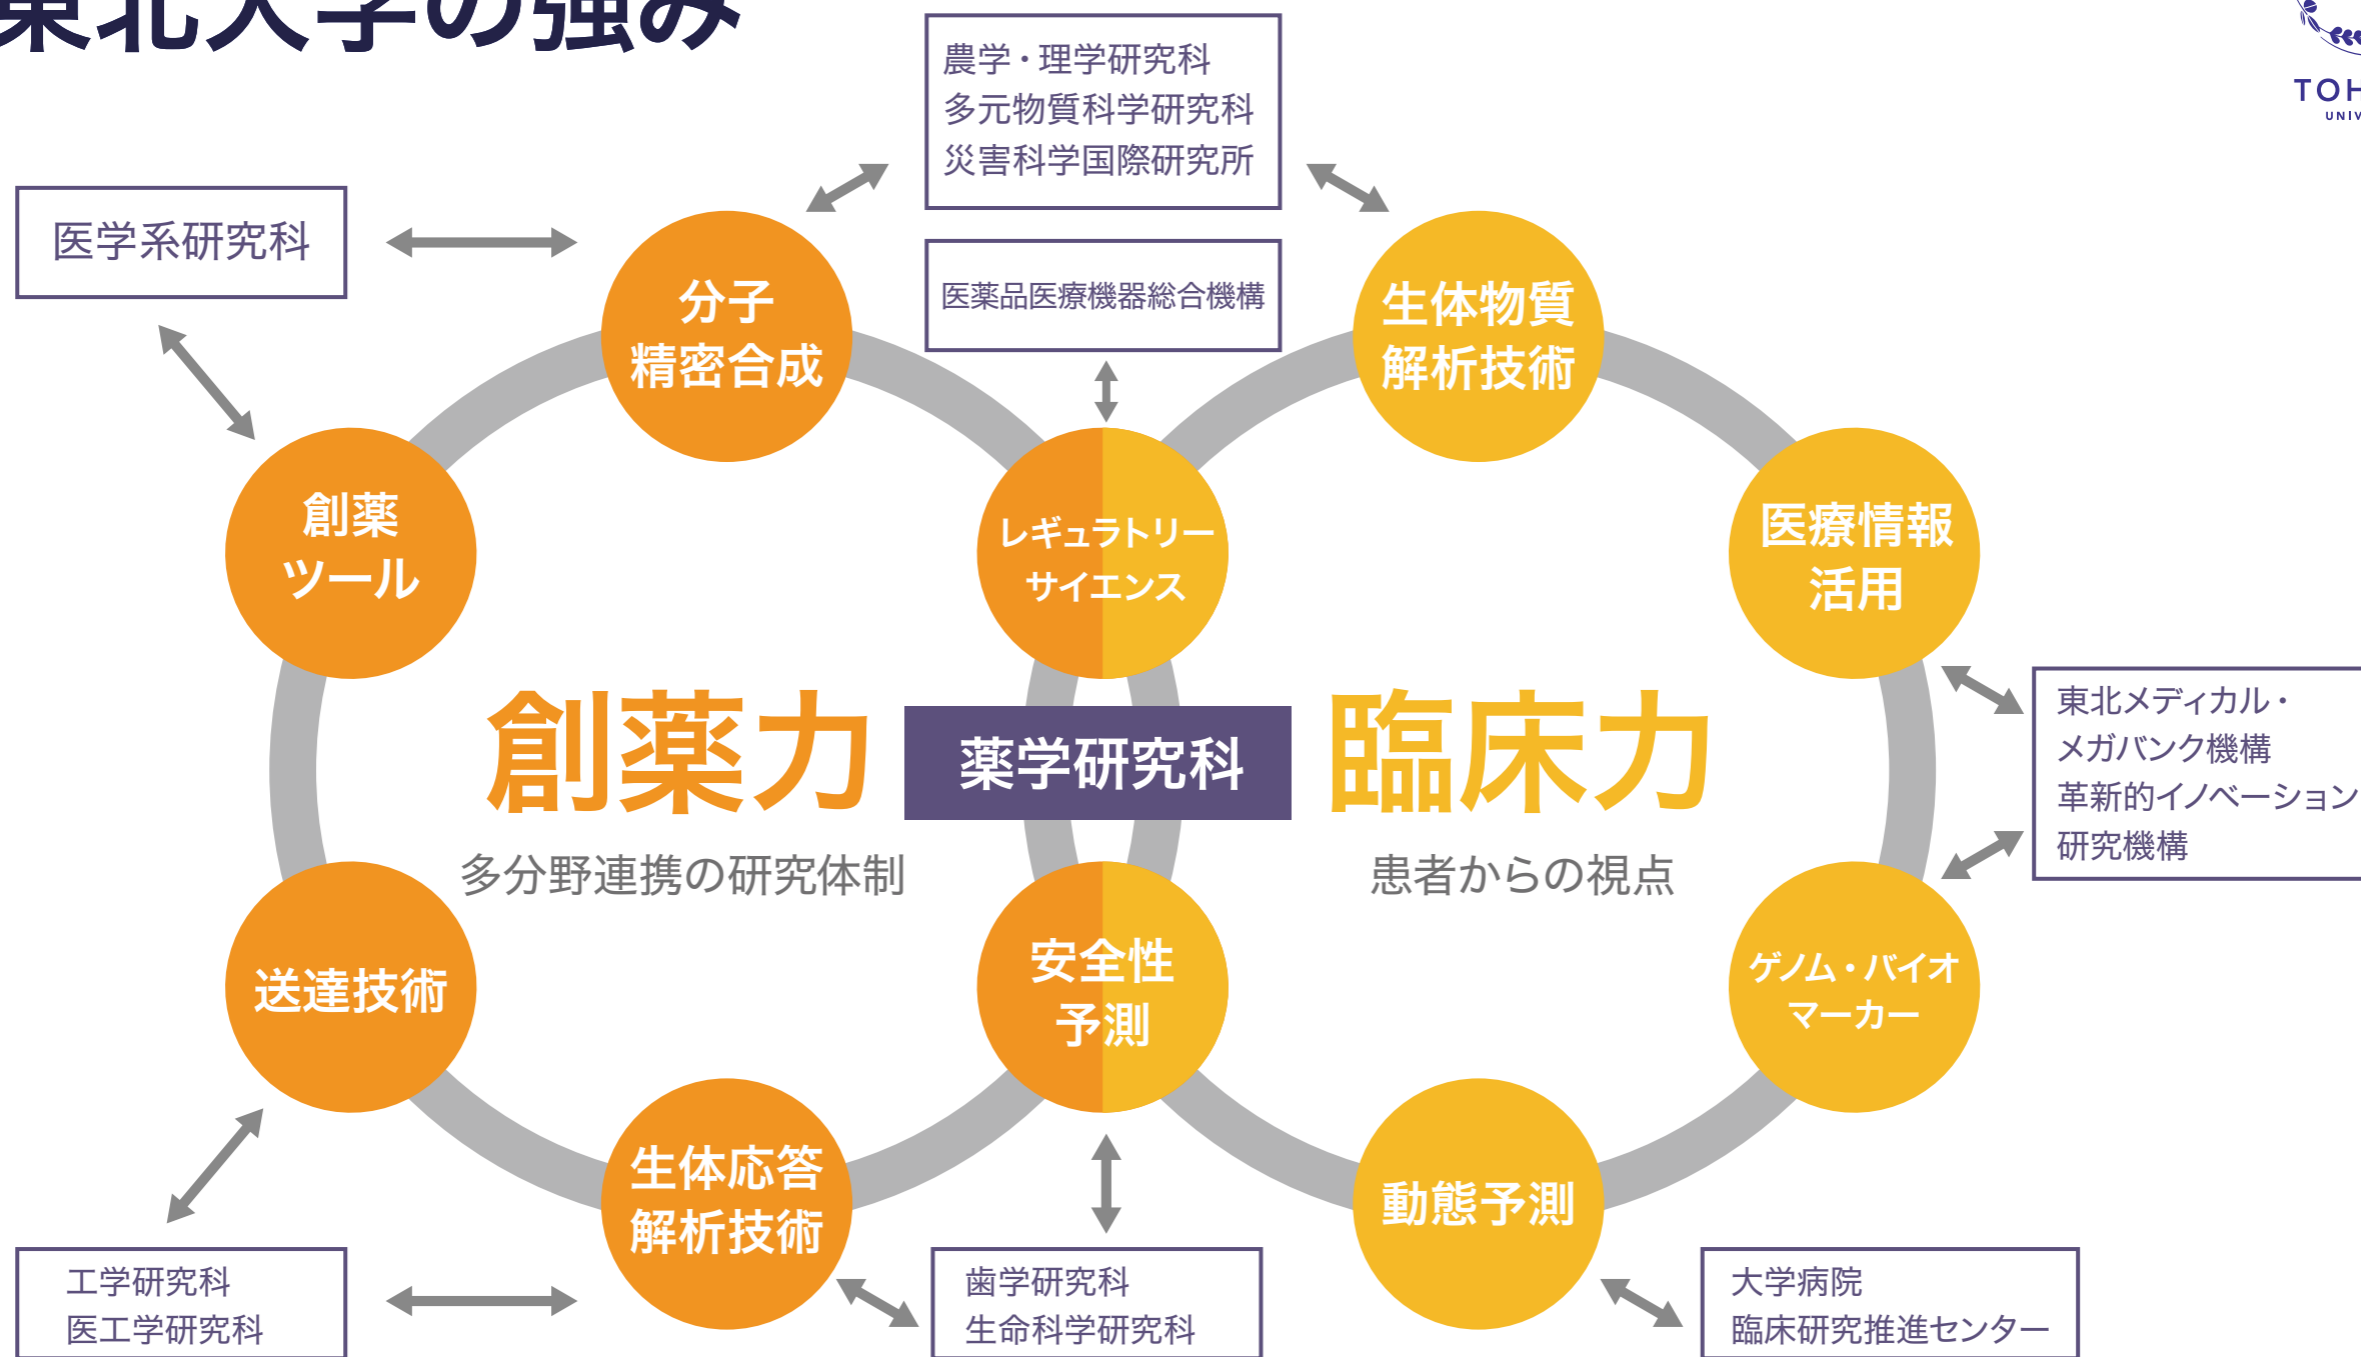 東北大学の強み
農学・理学研究科
多元物質科学研究科
災害科学国際研究所
TOH
UNIV
医学系研究科
医薬品医療機器総合機構
分子
精密合成
生体物質
解析技術
創薬
ツール
レギュラトリー
サイエンス
医療情報
活用
創薬力
薬学研究科
臨床力
多分野連携の研究体制
患者からの視点
東北メディカル・
メガバンク機構
革新的イノベーション
研究機構
送達技術
安全性
予測
ゲノム・バイオ
マーカー
生体応答
解析技術
動態予測
工学研究科
医工学研究科
歯学研究科
生命科学研究科
大学病院
臨床研究推進センター